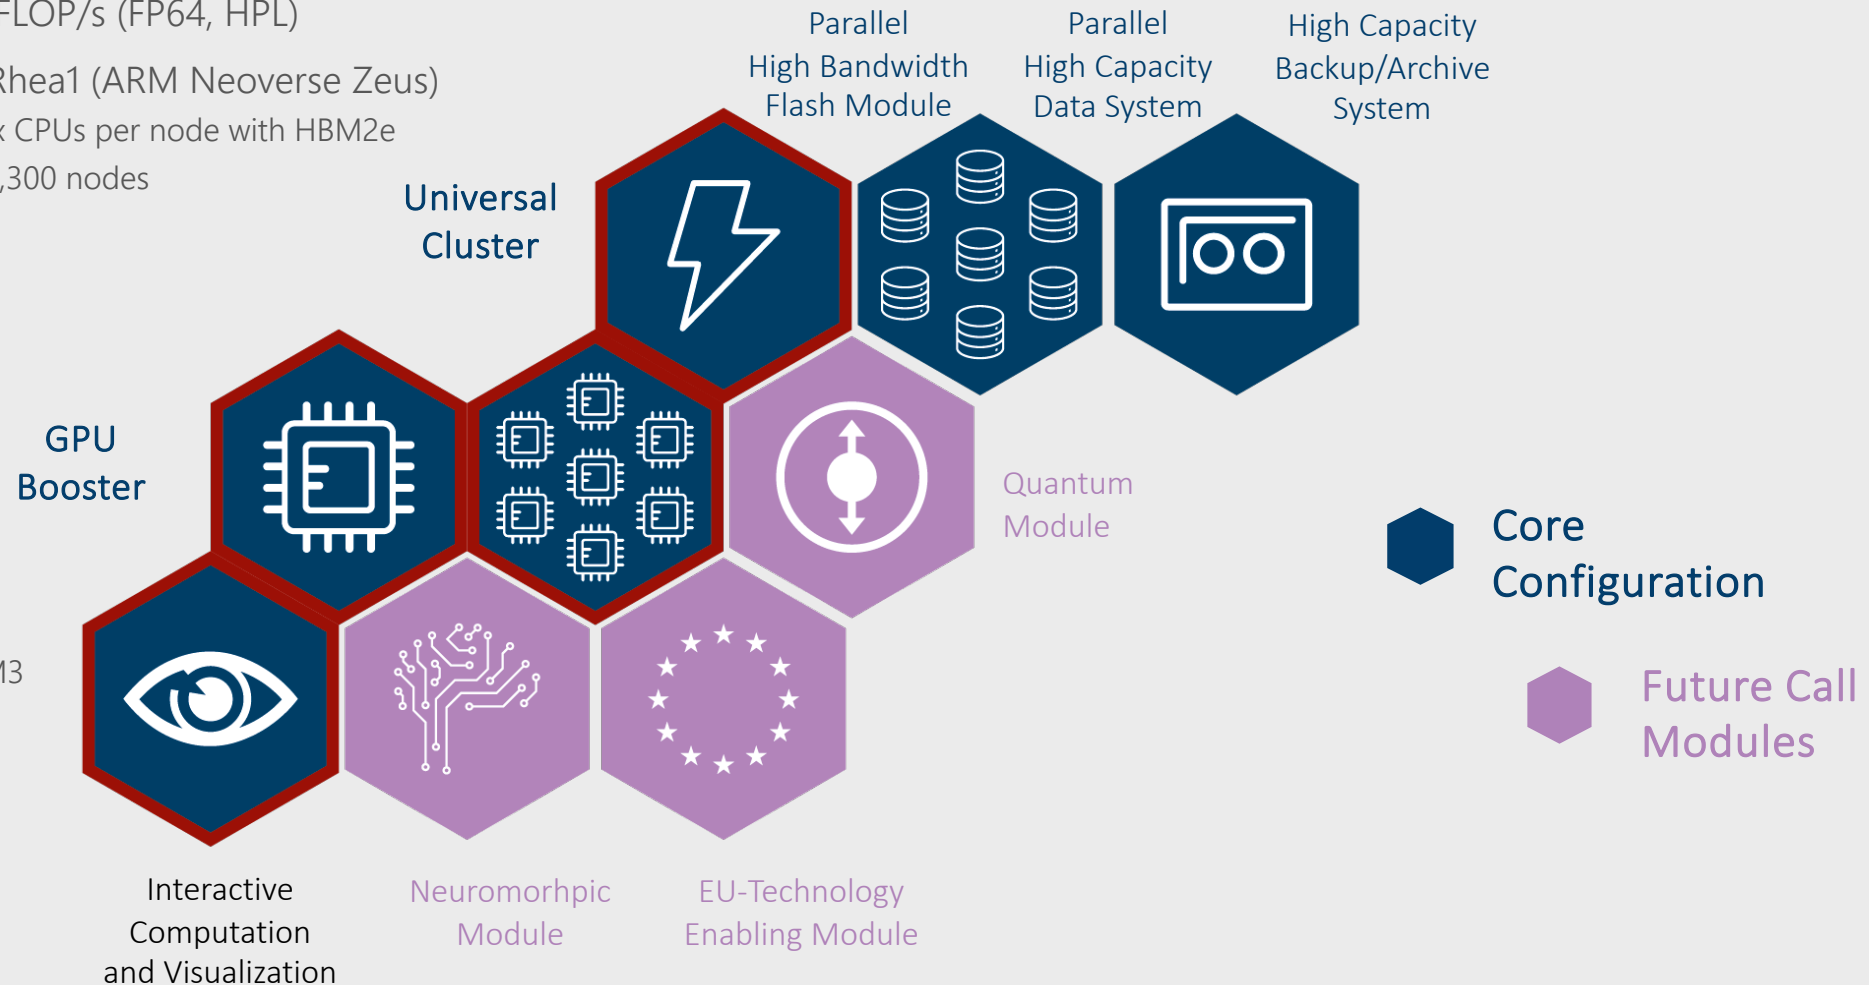 FLOP/s (FP64, HPL)
Rhea1 (ARM Neoverse Zeus)
x CPUs per node with HBM2e
,300 nodes
Parallel
High Bandwidth
Flash Module
Parallel
High Capacity
Data System
High Capacity
Backup/Archive
System
Universal
Cluster
GPU
Booster
Quantum
Module
Core
Configuration
M3
Future Call
Modules
Interactive
Computation
and Visualization
Neuromorhpic
Module
EU-Technology
Enabling Module